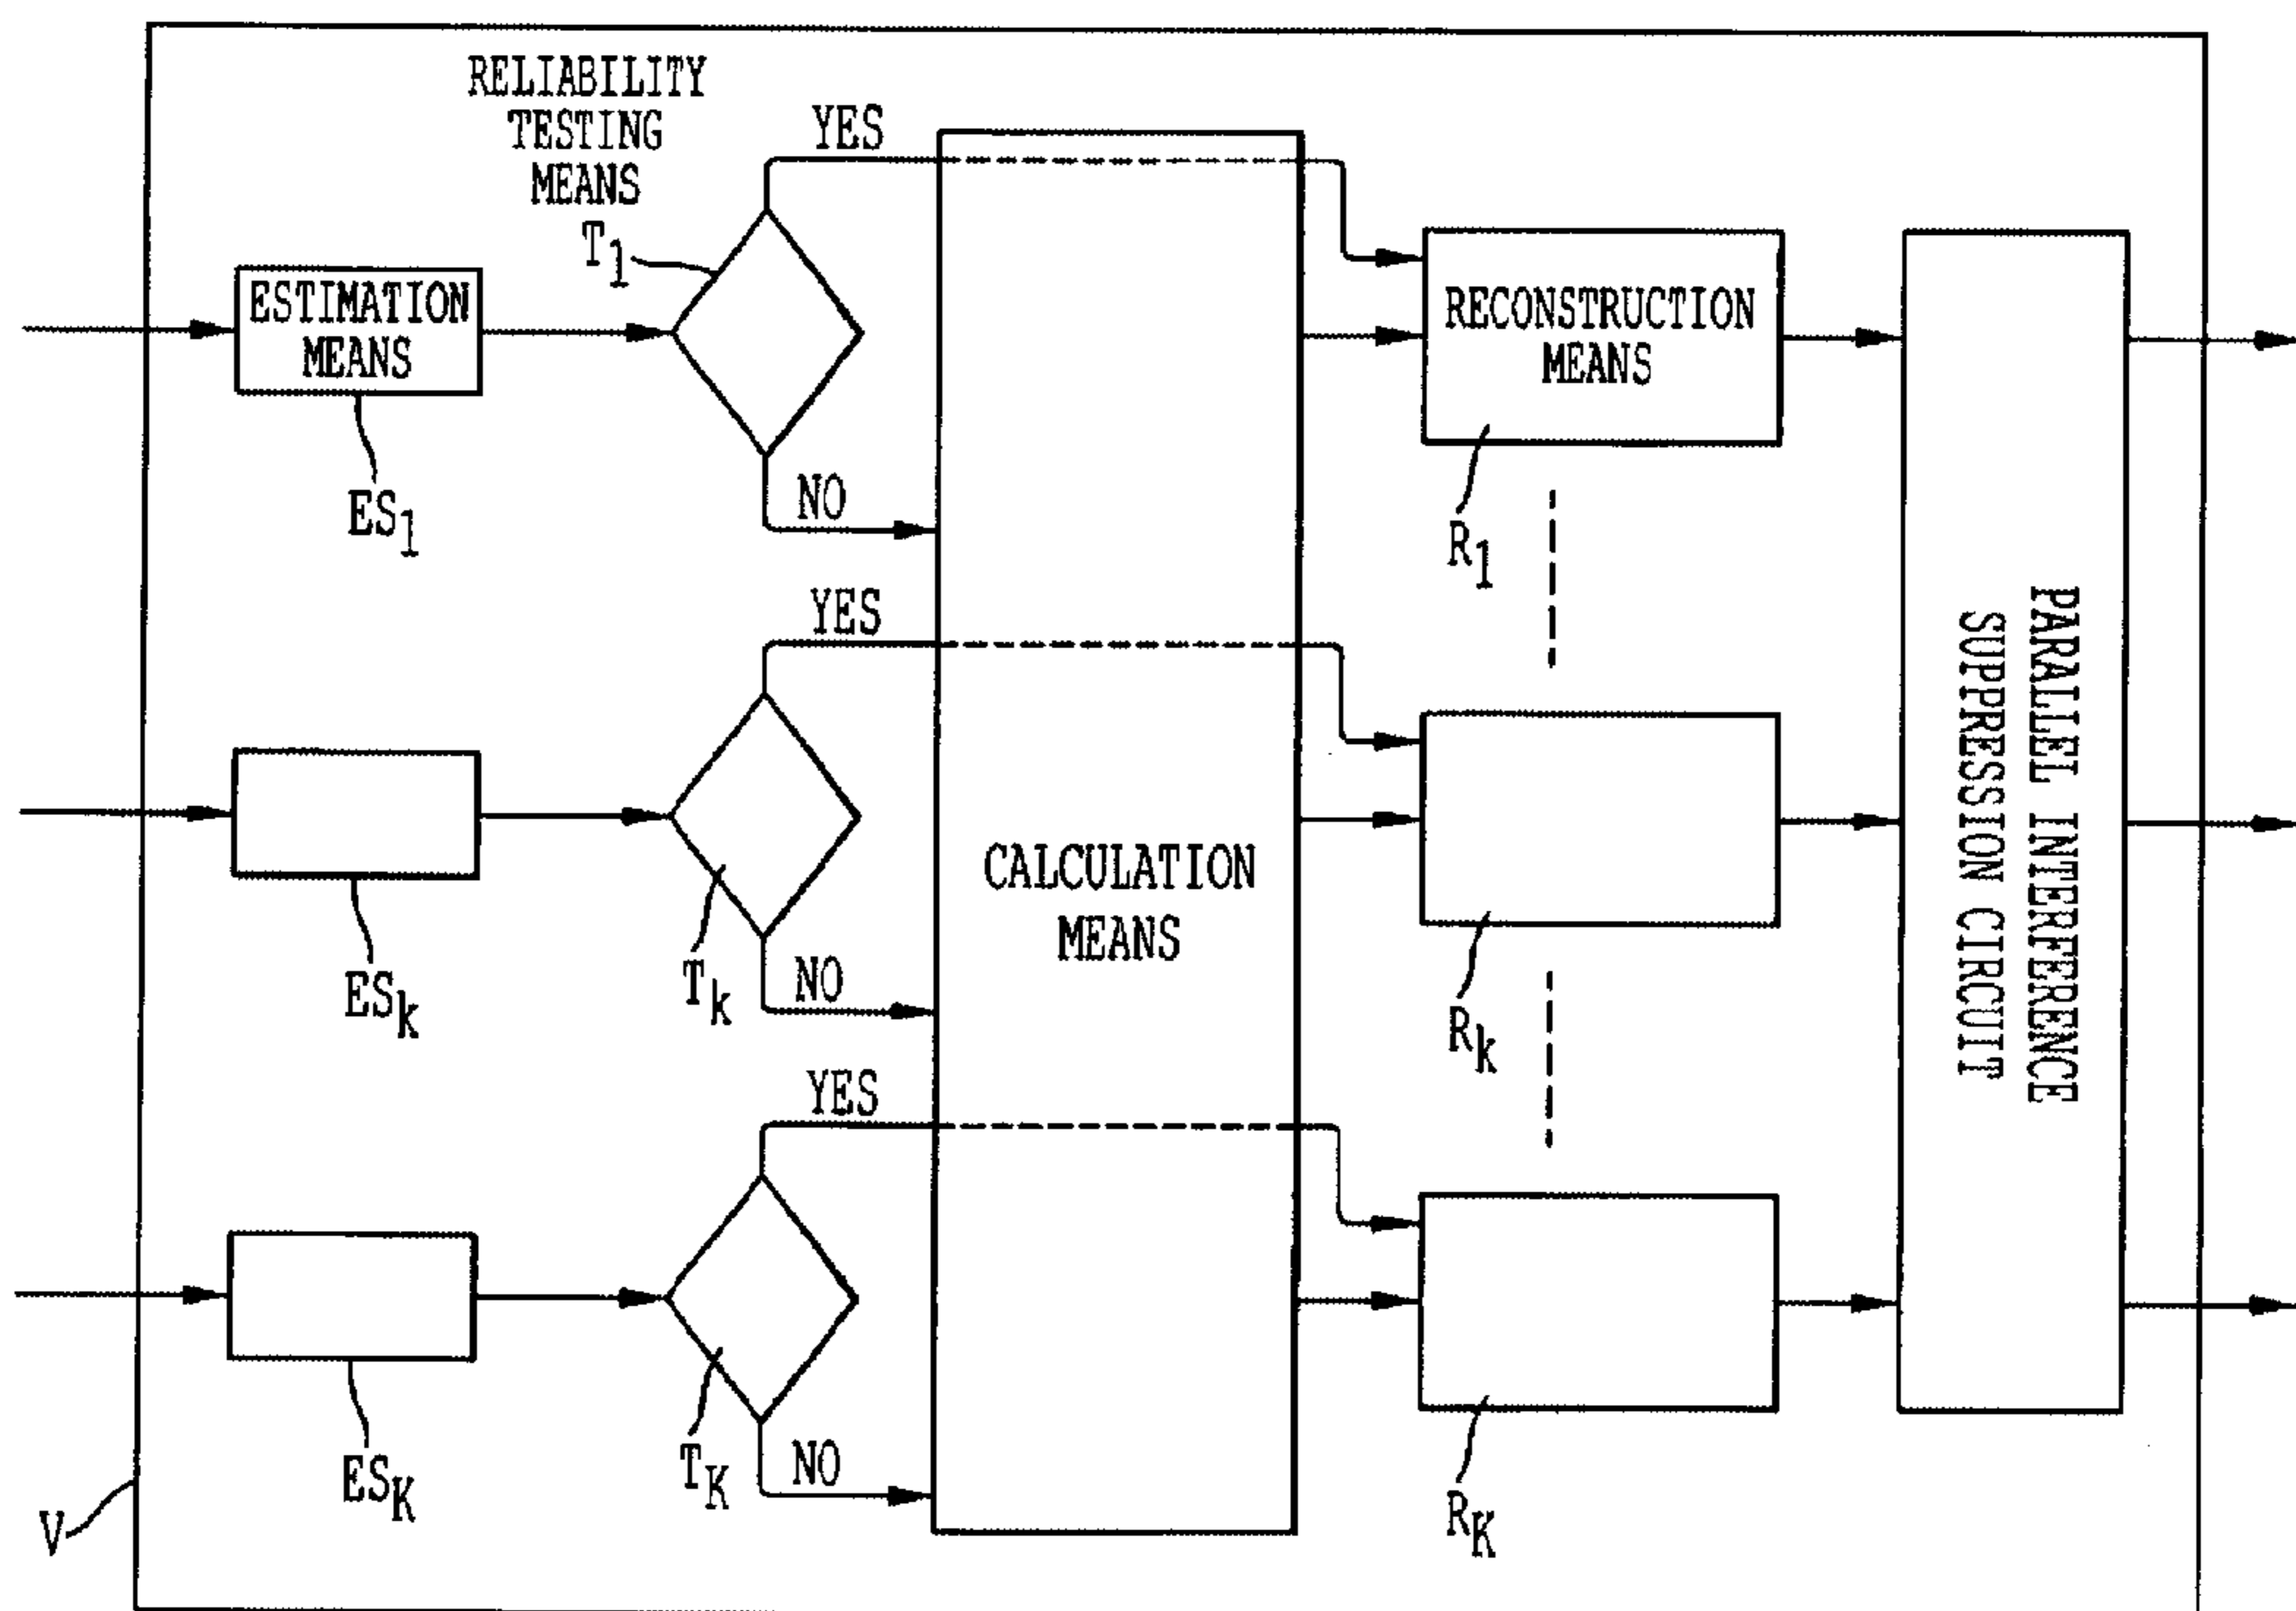 RELIABILITY
TESTING
MEANS
T1
YES
ESTIMATION
MEANS
ES1
NO
RECONSTRUCTION
MEANS
R1
YES
ESk
Tk
NO
CALCULATION
MEANS
Rk
PARALLEL INTERFERENCE
SUPPRESSION CIRCUIT
YES
ESK
TK
NO
RK
V